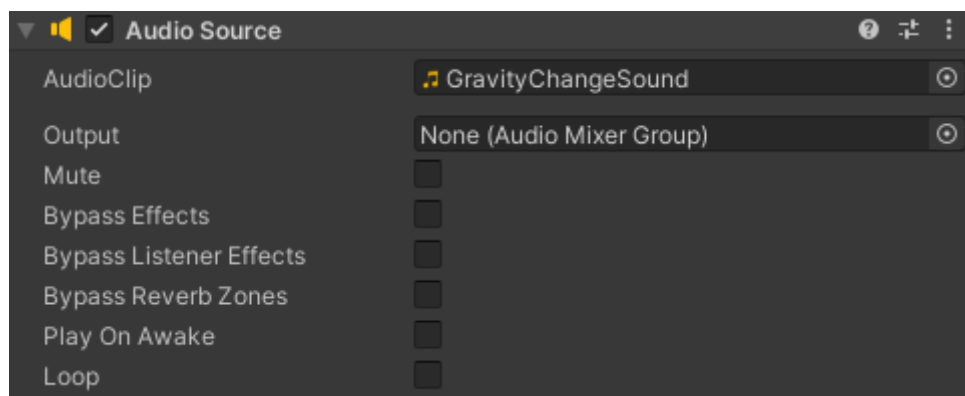 Audio Source
AudioClip GravityChangeSound
Output None (Audio Mixer Group)
Mute
Bypass Effects
Bypass Listener Effects
Bypass Reverb Zones
Play On Awake
Loop